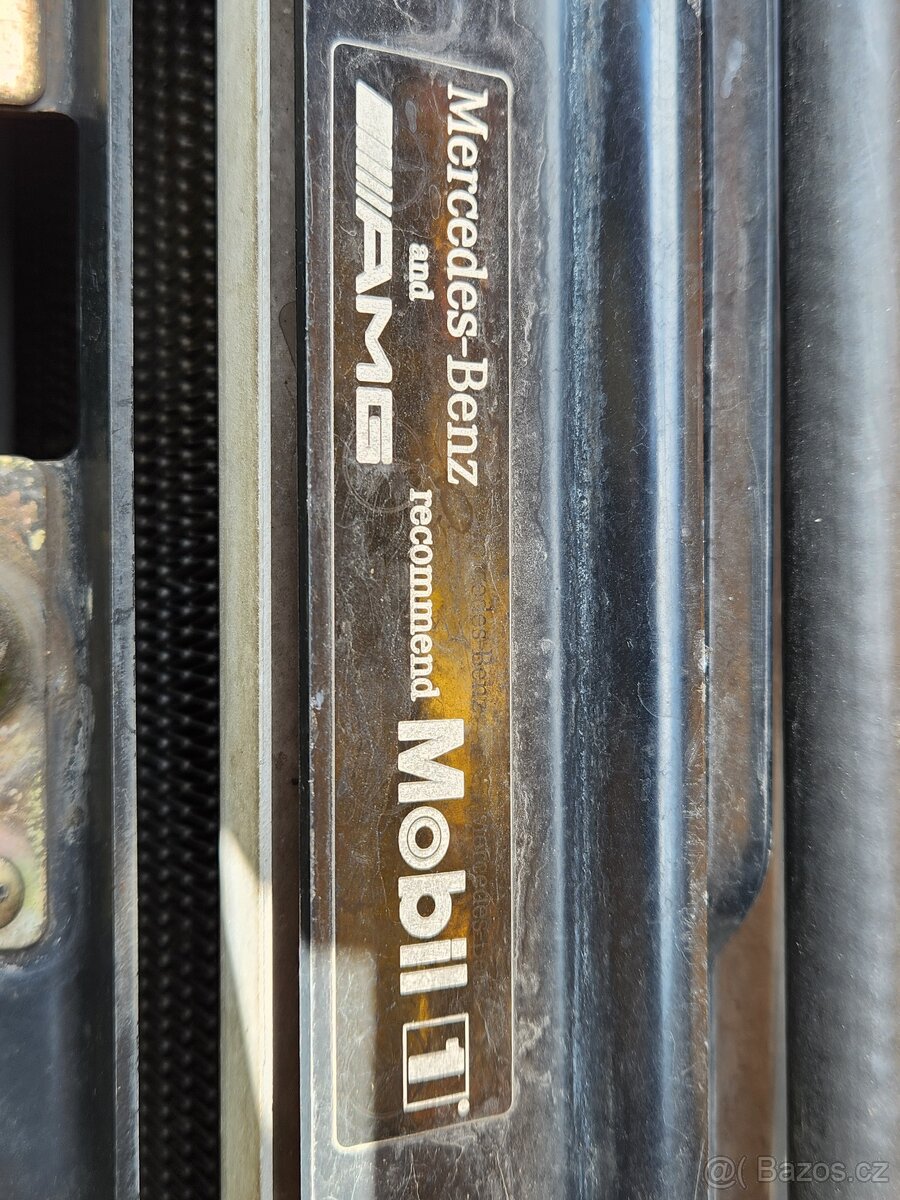 Mercedes-Benz
and
AMG
recommend
Mobil 1
@( Bazos.cz